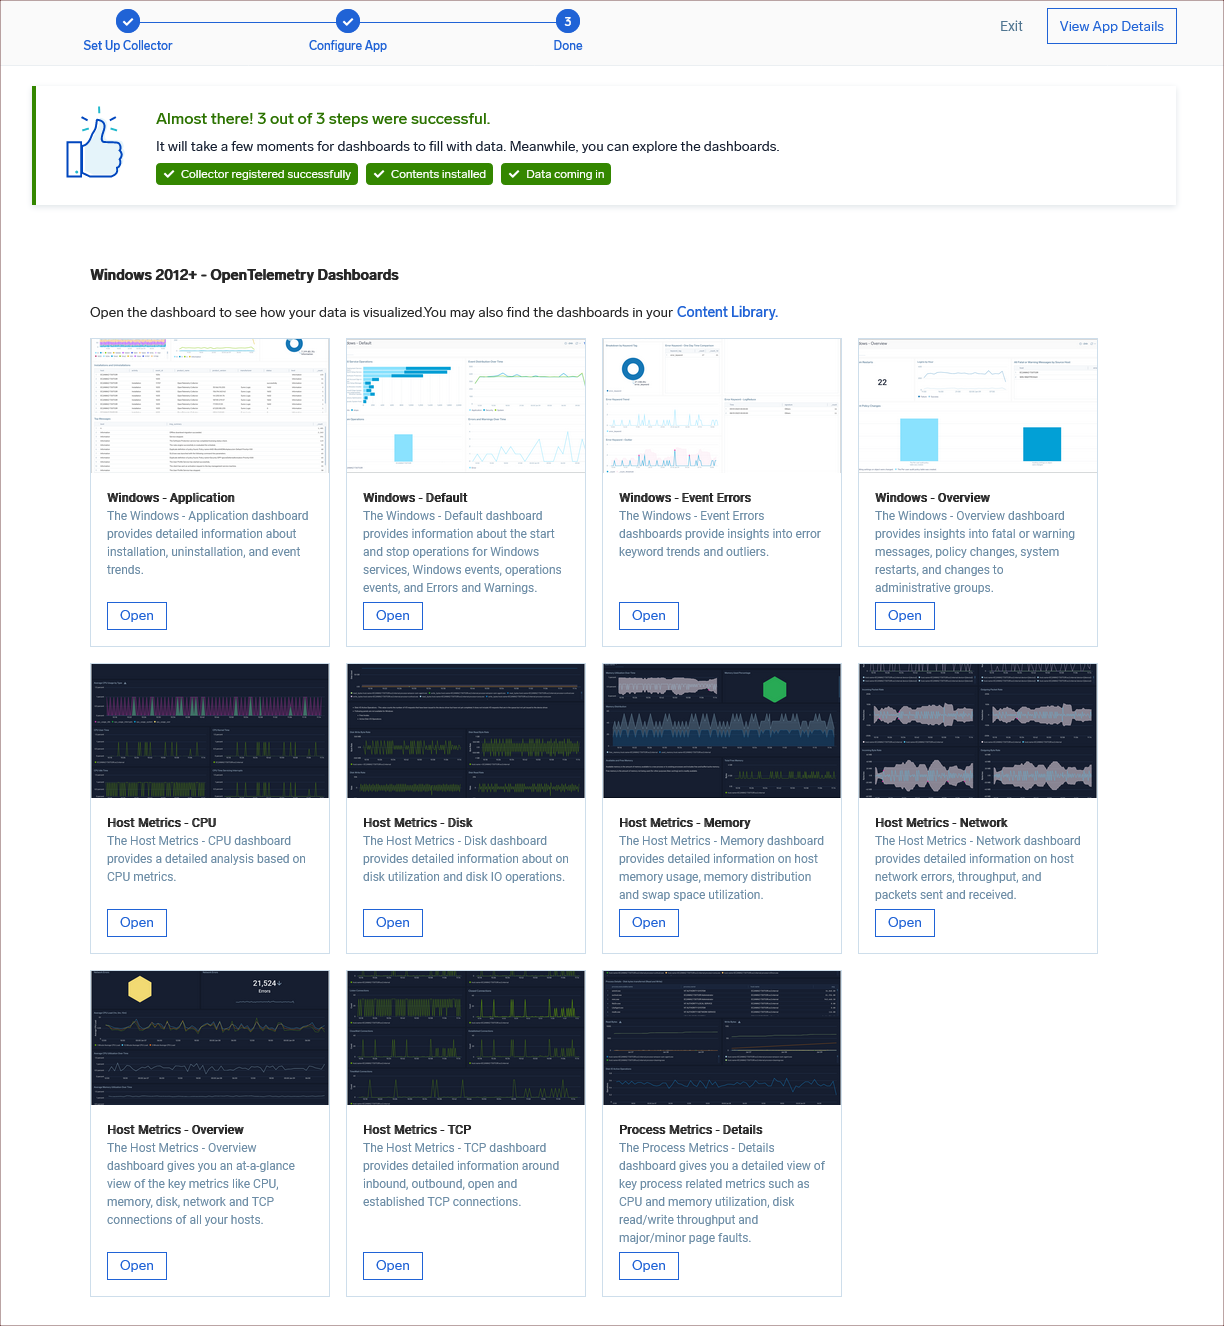 3
Set Up Collector
Configure App
Done
Exit
View App Details
Almost there! 3 out of 3 steps were successful.
It will take a few moments for dashboards to fill with data. Meanwhile, you can explore the dashboards.
Collector registered successfully
Contents installed
Data coming in
Windows 2012+ - OpenTelemetry Dashboards
Open the dashboard to see how your data is visualized.You may also find the dashboards in your Content Library.
22
Windows - Application
The Windows - Application dashboard
provides detailed information about
installation, uninstallation, and event
trends.
Open
Windows - Default
The Windows - Default dashboard
provides information about the start
and stop operations for Windows
services, Windows events, operations
events, and Errors and Warnings.
Open
Windows - Event Errors
The Windows - Event Errors
dashboards provide insights into error
keyword trends and outliers.
Open
Windows - Overview
The Windows - Overview dashboard
provides insights into fatal or warning
messages, policy changes, system
restarts, and changes to
administrative groups.
Open
Host Metrics - CPU
The Host Metrics - CPU dashboard
provides a detailed analysis based on
CPU metrics.
Open
Host Metrics - Disk
The Host Metrics - Disk dashboard
provides detailed information about on
disk utilization and disk IO operations.
Open
Host Metrics - Memory
The Host Metrics - Memory dashboard
provides detailed information on host
memory usage, memory distribution
and swap space utilization.
Open
Host Metrics - Network
The Host Metrics - Network dashboard
provides detailed information on host
network errors, throughput, and
packets sent and received.
Open
21,524
Errors
Host Metrics - Overview
The Host Metrics - Overview
dashboard gives you an at-a-glance
view of the key metrics like CPU,
memory, disk, network and TCP
connections of all your hosts.
Open
Host Metrics - TCP
The Host Metrics - TCP dashboard
provides detailed information around
inbound, outbound, open and
established TCP connections.
Open
Process Metrics - Details
The Process Metrics - Details
dashboard gives you a detailed view of
key process related metrics such as
CPU and memory utilization, disk
read/write throughput and
major/minor page faults.
Open